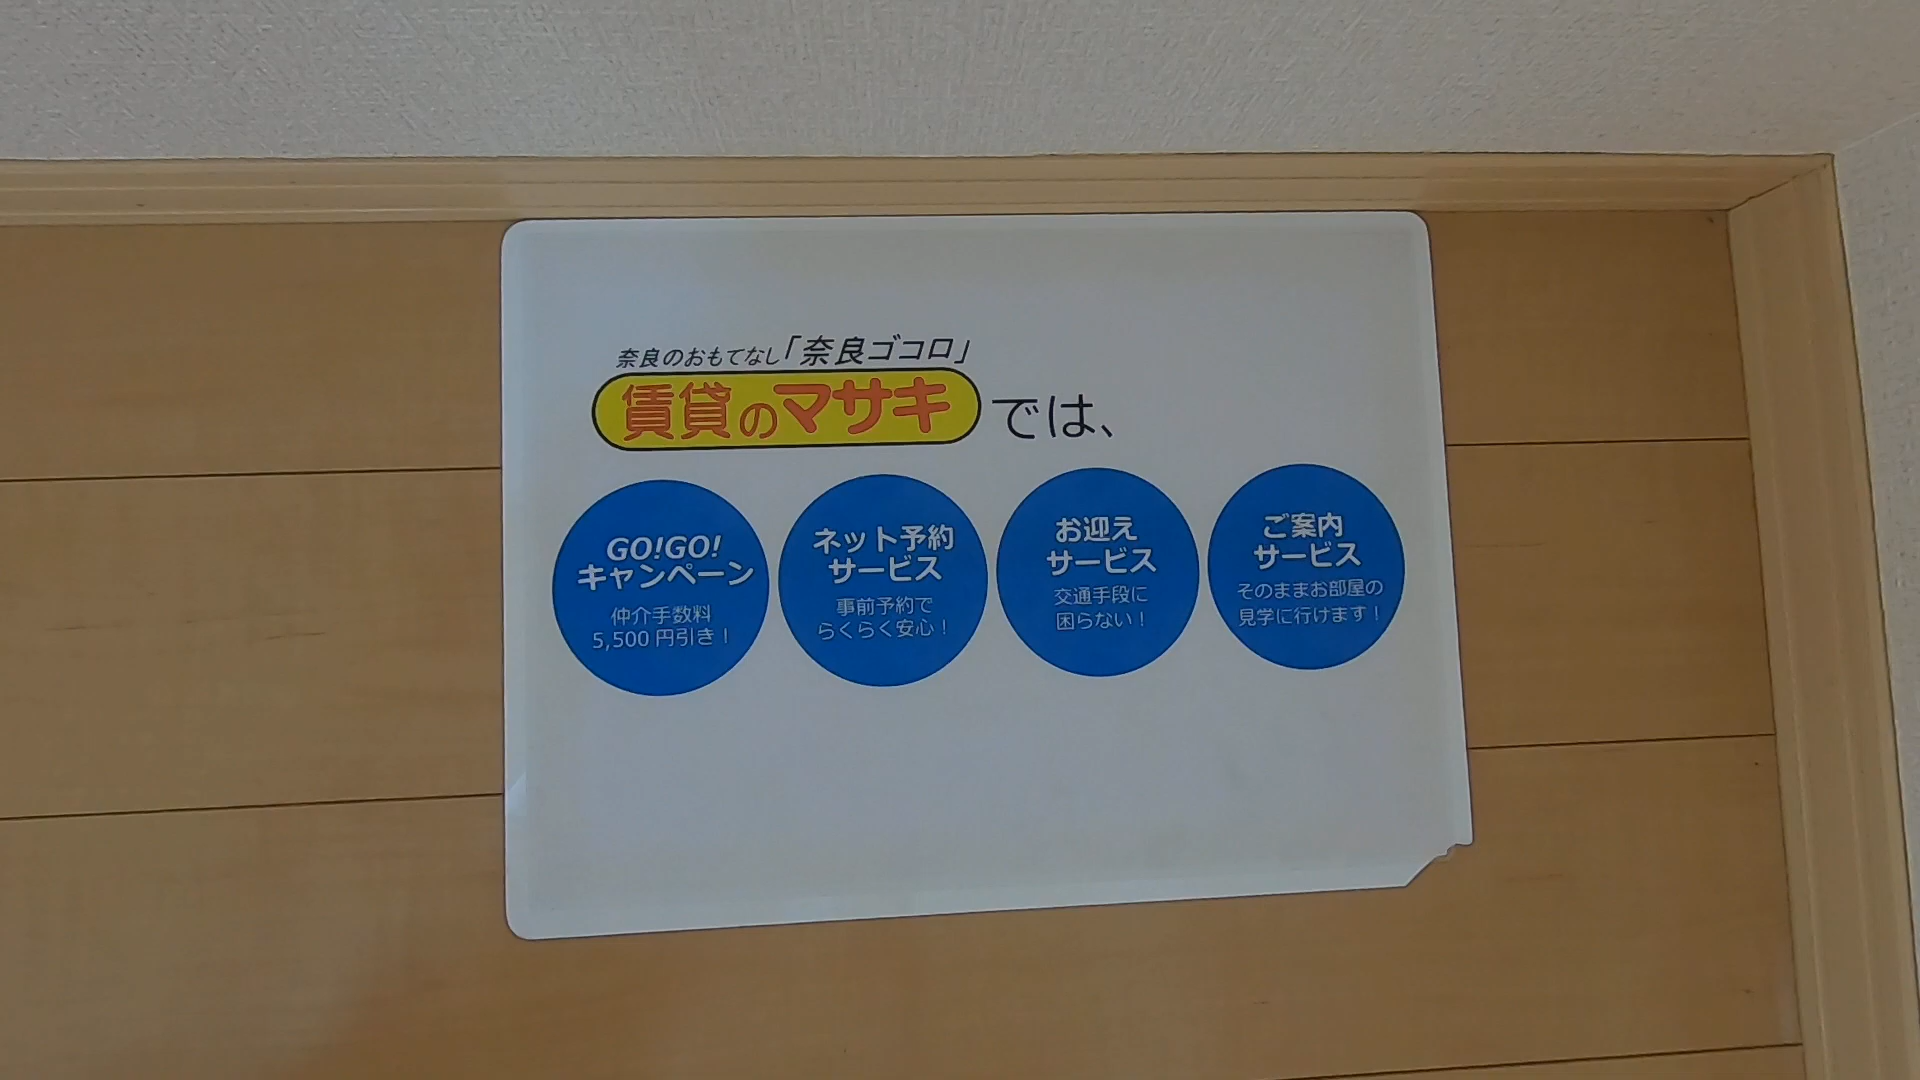 奈良のおもてなし「奈良ゴコロ」
賃貸のマサキでは、
GO!GO!
キャンペーン
仲介手数料
5,500円引き！
ネット予約
サービス
事前予約で
らくらく安心！
お迎え
サービス
交通手段に
困らない！
ご案内
サービス
そのままお部屋の
見学に行けます！